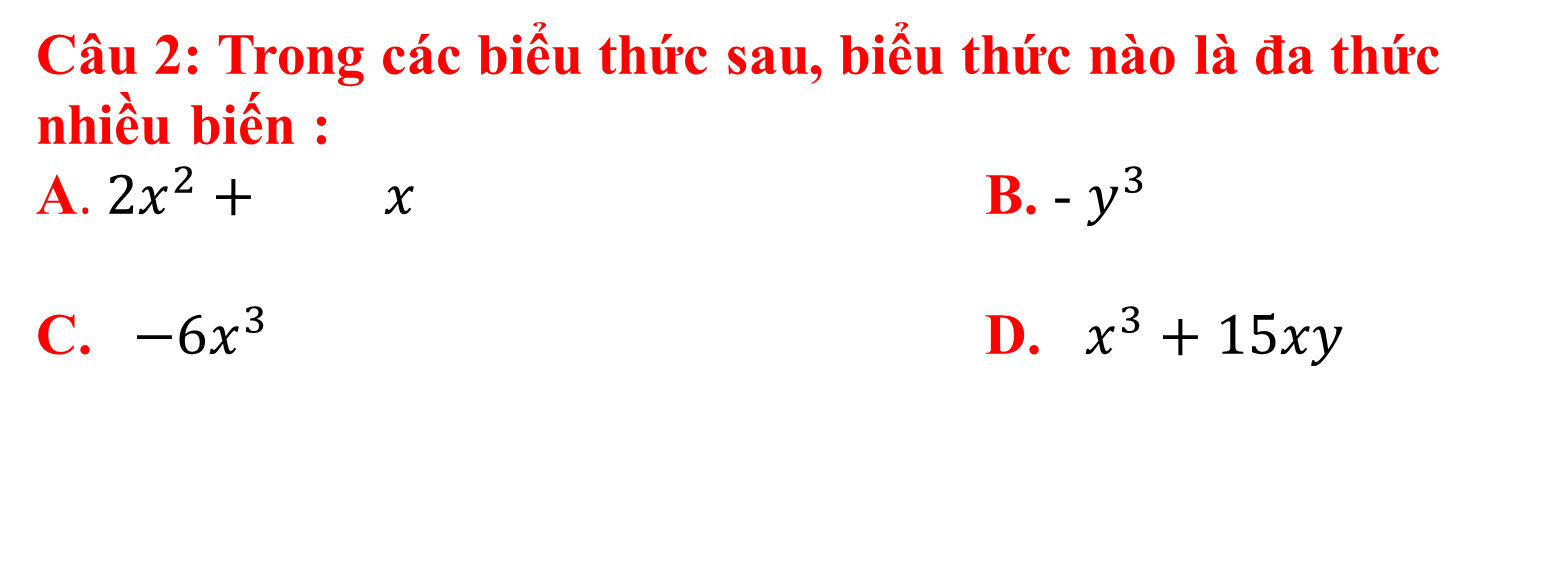 Câu 2: Trong các biểu thức sau, biểu thức nào là đa thức
nhiều biến :
A. 2x² + x B. - y³
C. −6x³ D. x³ + 15xy